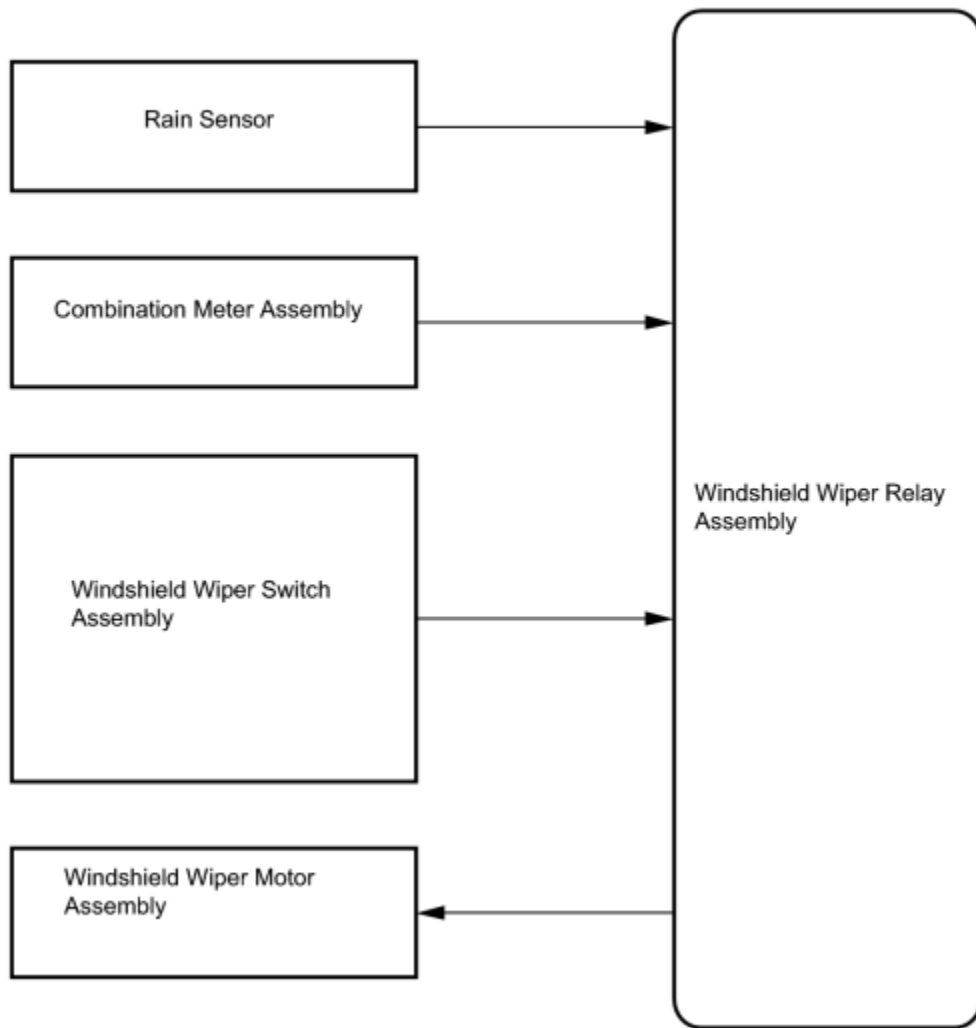 Rain Sensor
Combination Meter Assembly
Windshield Wiper Relay
Assembly
Windshield Wiper Switch
Assembly
Windshield Wiper Motor
Assembly